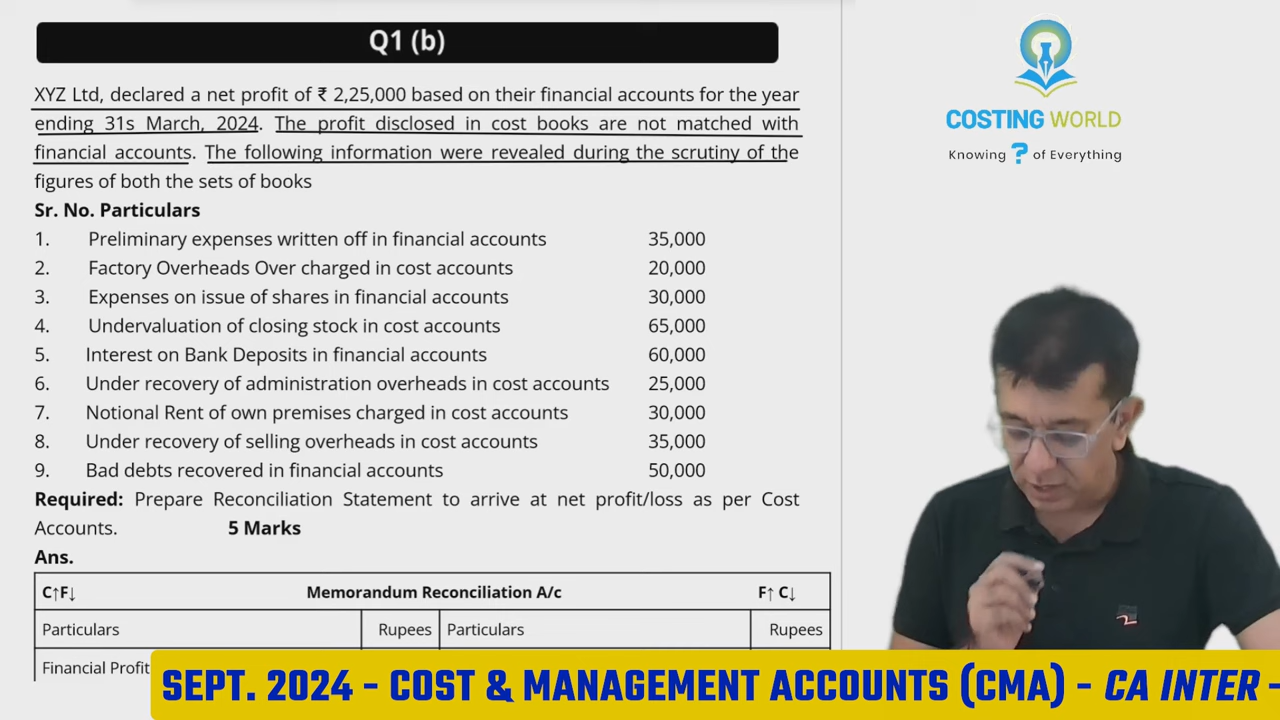 Q1 (b)
XYZ Ltd, declared a net profit of ₹ 2,25,000 based on their financial accounts for the year
ending 31s March, 2024. The profit disclosed in cost books are not matched with
financial accounts. The following information were revealed during the scrutiny of the
figures of both the sets of books
Sr. No. Particulars
1. Preliminary expenses written off in financial accounts 35,000
2. Factory Overheads Over charged in cost accounts 20,000
3. Expenses on issue of shares in financial accounts 30,000
4. Undervaluation of closing stock in cost accounts 65,000
5. Interest on Bank Deposits in financial accounts 60,000
6. Under recovery of administration overheads in cost accounts 25,000
7. Notional Rent of own premises charged in cost accounts 30,000
8. Under recovery of selling overheads in cost accounts 35,000
9. Bad debts recovered in financial accounts 50,000
Required: Prepare Reconciliation Statement to arrive at net profit/loss as per Cost
Accounts. 5 Marks
Ans.
C↑F↓ Memorandum Reconciliation A/c F↑ C↓
Particulars Rupees Particulars Rupees
Financial Profit
COSTING WORLD
Knowing ? of Everything
SEPT. 2024 - COST & MANAGEMENT ACCOUNTS (CMA) - CA INTER -